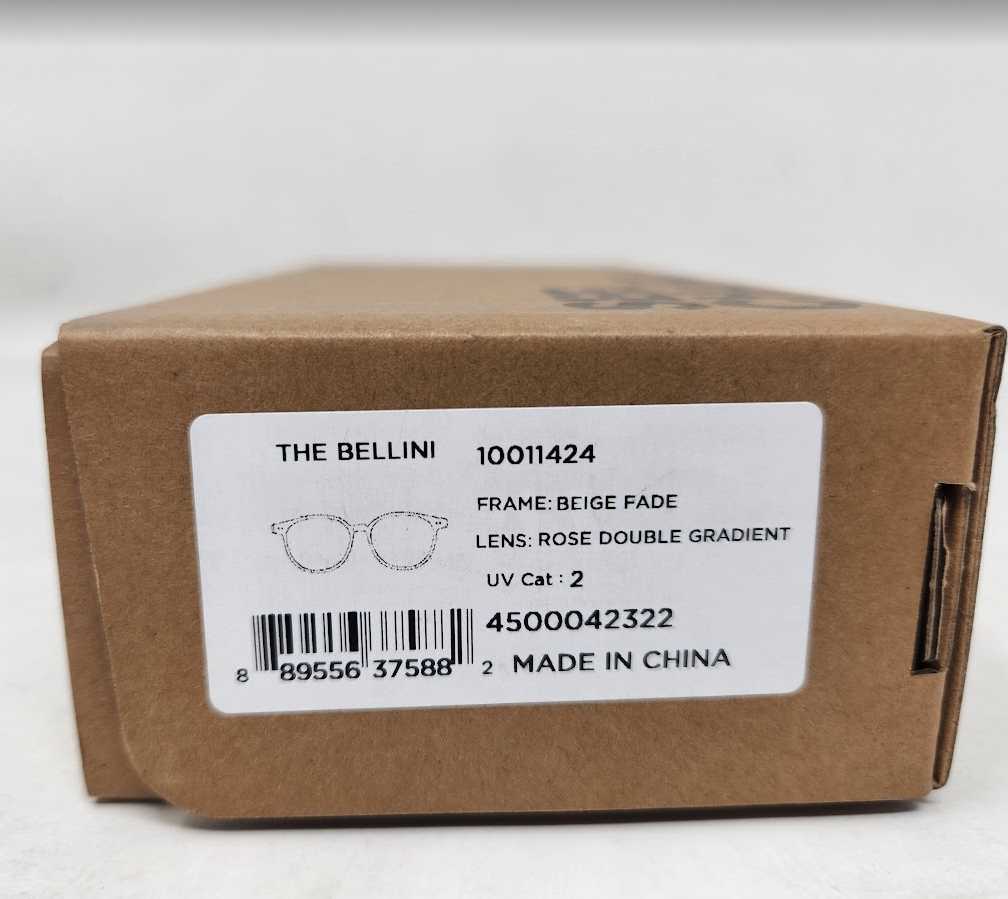 THE BELLINI 10011424
FRAME: BEIGE FADE
LENS: ROSE DOUBLE GRADIENT
UV Cat : 2
4500042322
8 89556 37588 2 MADE IN CHINA